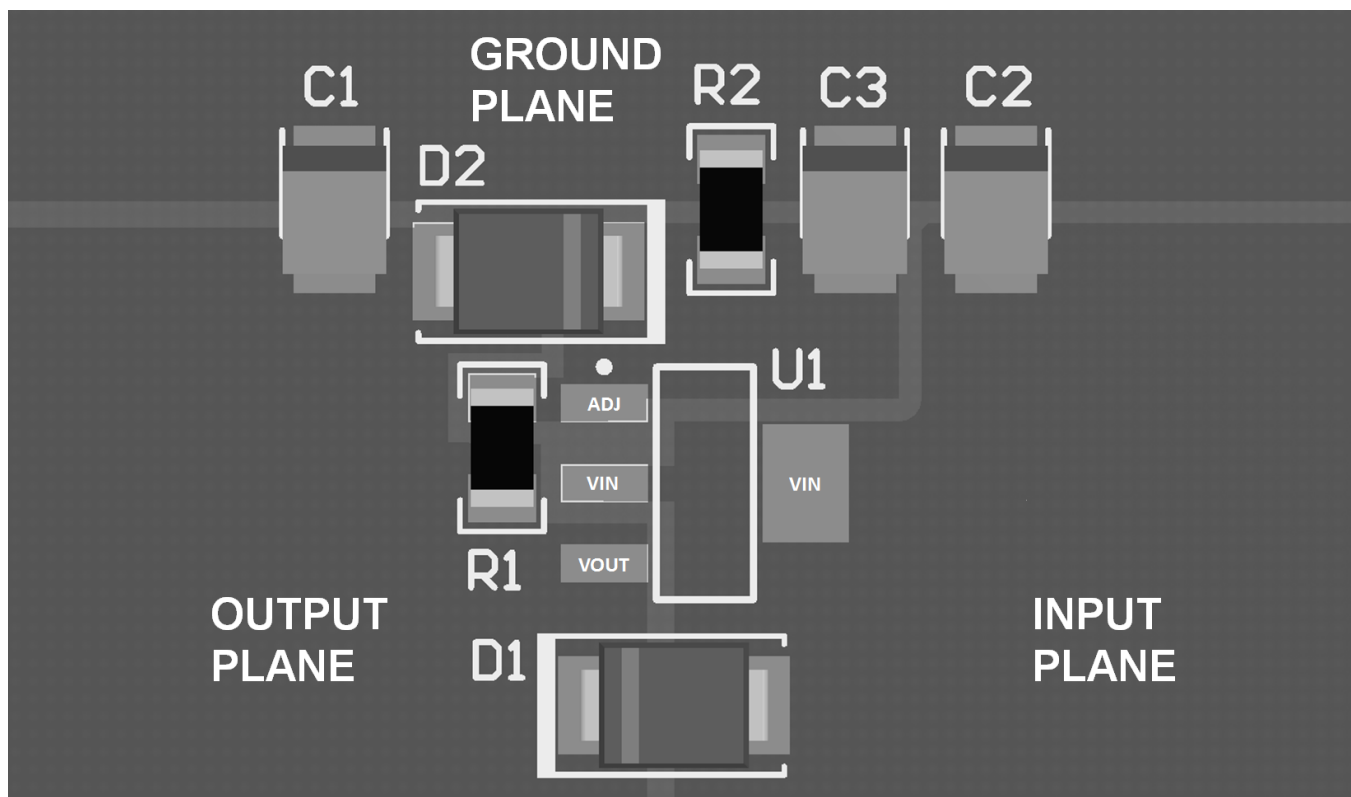 GROUND
PLANE
C1
R2
C3
C2
D2
U1
ADJ
VIN
VIN
VOUT
R1
OUTPUT
PLANE
INPUT
PLANE
D1